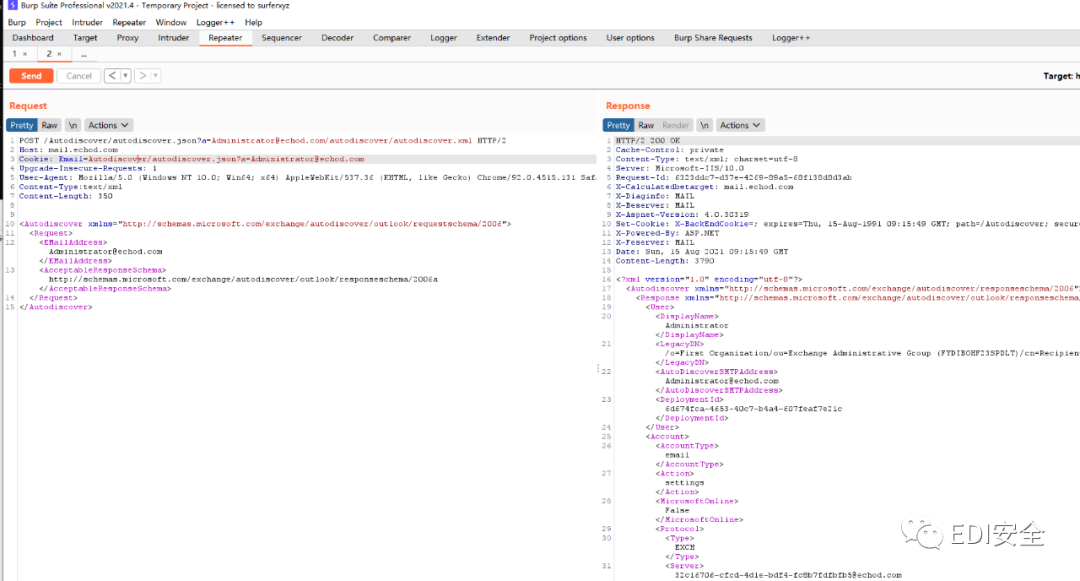 Burp Suite Professional v2021.4 - Temporary Project - licensed to surferxyz
Burp Project Intruder Repeater Window Logger++ Help
Dashboard Target Proxy Intruder Repeater Sequencer Decoder Comparer Logger Extender Project options User options Burp Share Requests Logger++
1 × 2 × ...
Send Cancel < ▾ > ▾ Target: h
Request
Pretty Raw \n Actions
1 POST /Autodiscover/autodiscover.json?a=Administrator@echod.com/autodiscover/autodiscover.xml HTTP/2
2 Host: mail.echod.com
3 Cookie: Email=Autodiscover/autodiscover.json?a=Administrator@echod.com
4 Upgrade-Insecure-Requests: 1
5 User-Agent: Mozilla/5.0 (Windows NT 10.0; Win64; x64) AppleWebKit/537.36 (KHTML, like Gecko) Chrome/92.0.4515.131 Saf
6 Content-Type:text/xml
7 Content-Length: 350
8
9
10 <Autodiscover xmlns="http://schemas.microsoft.com/exchange/autodiscover/outlook/requestschema/2006">
11 <Request>
12 <EMailAddress>
Administrator@echod.com
</EMailAddress>
13 <AcceptableResponseSchema>
http://schemas.microsoft.com/exchange/autodiscover/outlook/responseschema/2006a
</AcceptableResponseSchema>
14 </Request>
15 </Autodiscover>
Response
Pretty Raw Render \n Actions
1 HTTP/2 200 OK
2 Cache-Control: private
3 Content-Type: text/xml; charset=utf-8
4 Server: Microsoft-IIS/10.0
5 Request-Id: 6323ddc7-d37e-4269-89a5-68f138d8d3ab
6 X-Calculatedbetarget: mail.echod.com
7 X-Diaginfo: MAIL
8 X-Beserver: MAIL
9 X-Aspnet-Version: 4.0.30319
10 Set-Cookie: X-BackEndCookie=; expires=Thu, 15-Aug-1991 09:15:49 GMT; path=/Autodiscover; secur
11 X-Powered-By: ASP.NET
12 X-Feserver: MAIL
13 Date: Sun, 15 Aug 2021 09:15:49 GMT
14 Content-Length: 3790
15
16 <?xml version="1.0" encoding="utf-8"?>
17 <Autodiscover xmlns="http://schemas.microsoft.com/exchange/autodiscover/responseschema/2006"
18 <Response xmlns="http://schemas.microsoft.com/exchange/autodiscover/outlook/responseschema/
19 <User>
20 <DisplayName>
Administrator
</DisplayName>
21 <LegacyDN>
/o=First Organization/ou=Exchange Administrative Group (FYDIBOHF23SPDLT)/cn=Recipien
</LegacyDN>
22 <AutoDiscoverSMTPAddress>
Administrator@echod.com
</AutoDiscoverSMTPAddress>
23 <DeploymentId>
6d674fca-4653-40c7-b4a4-607feaf7e21c
</DeploymentId>
24 </User>
25 <Account>
26 <AccountType>
email
</AccountType>
27 <Action>
settings
</Action>
28 <MicrosoftOnline>
False
</MicrosoftOnline>
29 <Protocol>
30 <Type>
EXCH
</Type>
31 <Server>
32c16706-cfcd-4d1e-bdf4-fc8b7fdfbfb5@echod.com
EDI安全